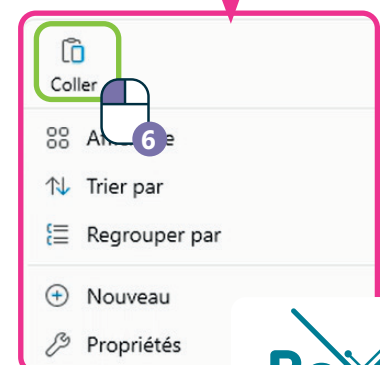 Coller
6
Trier par
Regrouper par
Nouveau
Propriétés